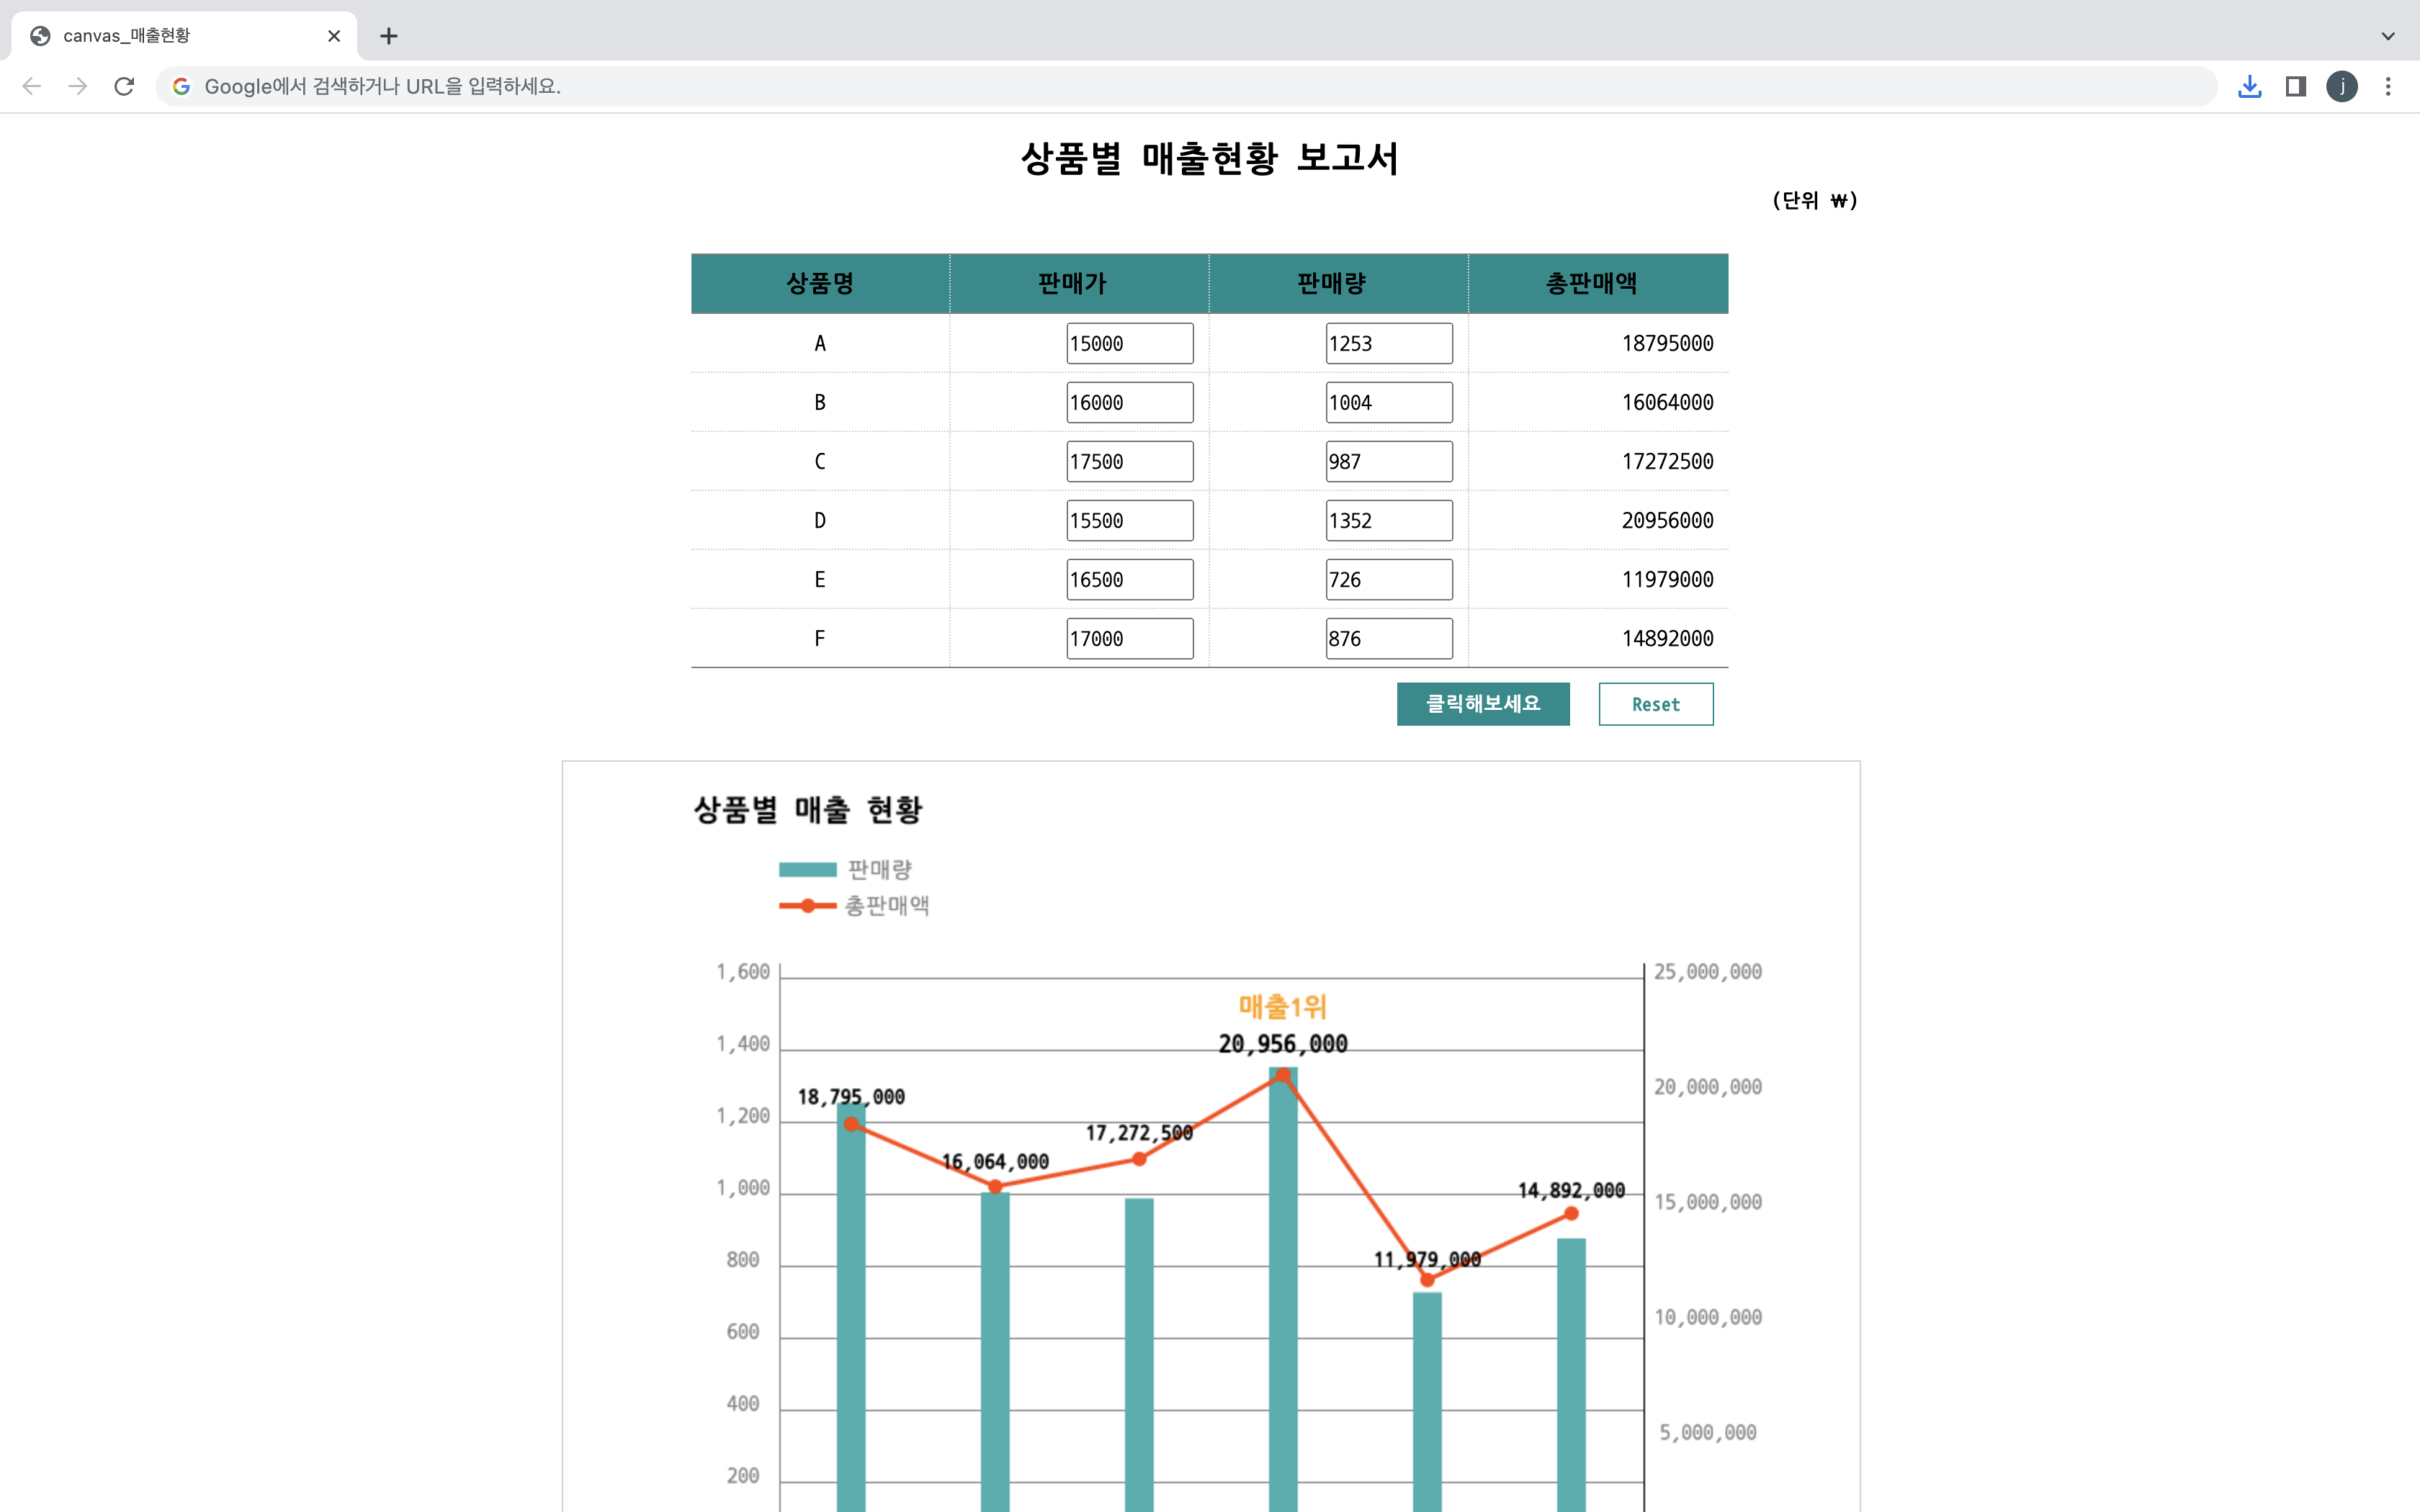 canvas_매출현황
Google에서 검색하거나 URL을 입력하세요.
j
상품별 매출현황 보고서
(단위 ₩)
상품명 판매가 판매량 총판매액
A 15000 1253 18795000
B 16000 1004 16064000
C 17500 987 17272500
D 15500 1352 20956000
E 16500 726 11979000
F 17000 876 14892000
클릭해보세요 Reset
상품별 매출 현황
판매량
총판매액
1,600 25,000,000
매출1위
1,400 20,956,000
20,000,000
18,795,000
1,200
17,272,500
16,064,000
1,000 14,892,000 15,000,000
800 11,979,000
10,000,000
600
400
5,000,000
200